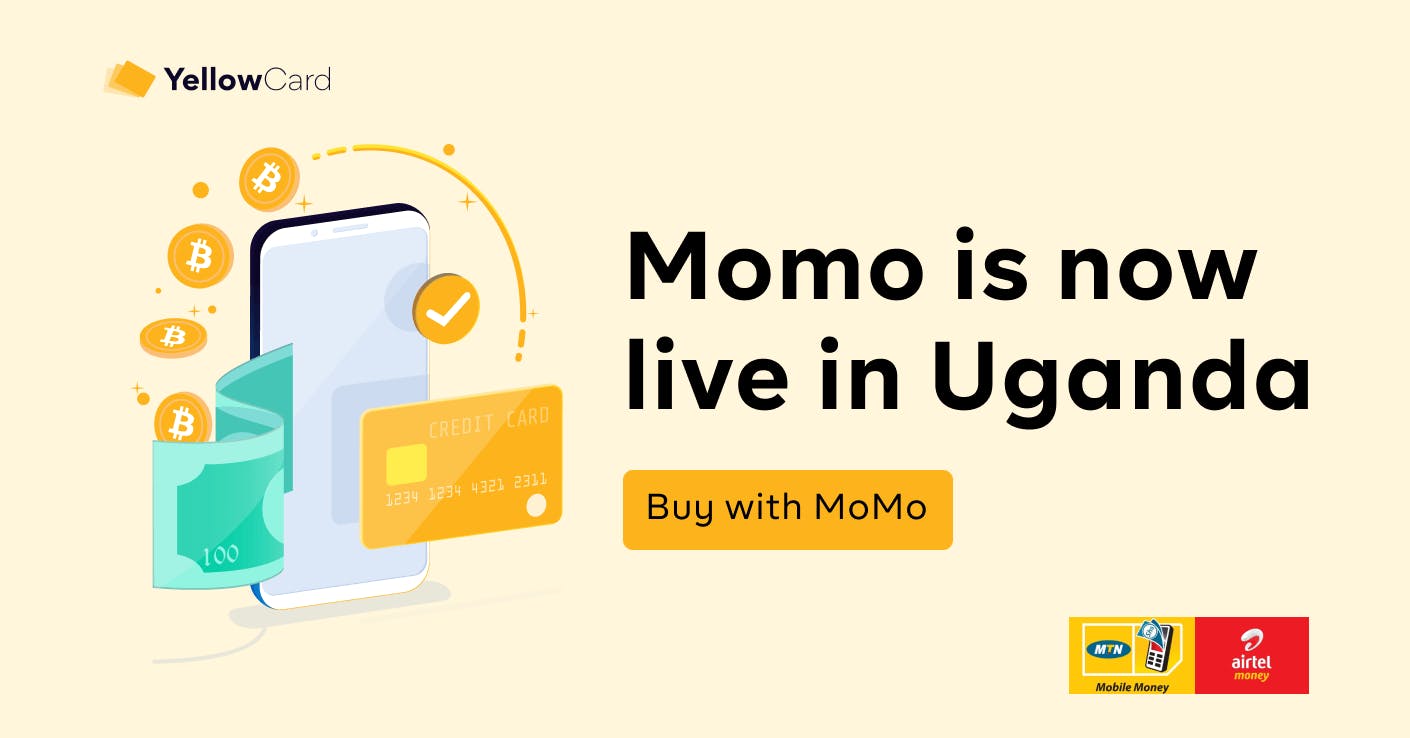 YellowCard
Momo is now
live in Uganda
Buy with MoMo
CREDIT CARD
1234 1234 4321 2311
100
MTN
Mobile Money
airtel
money